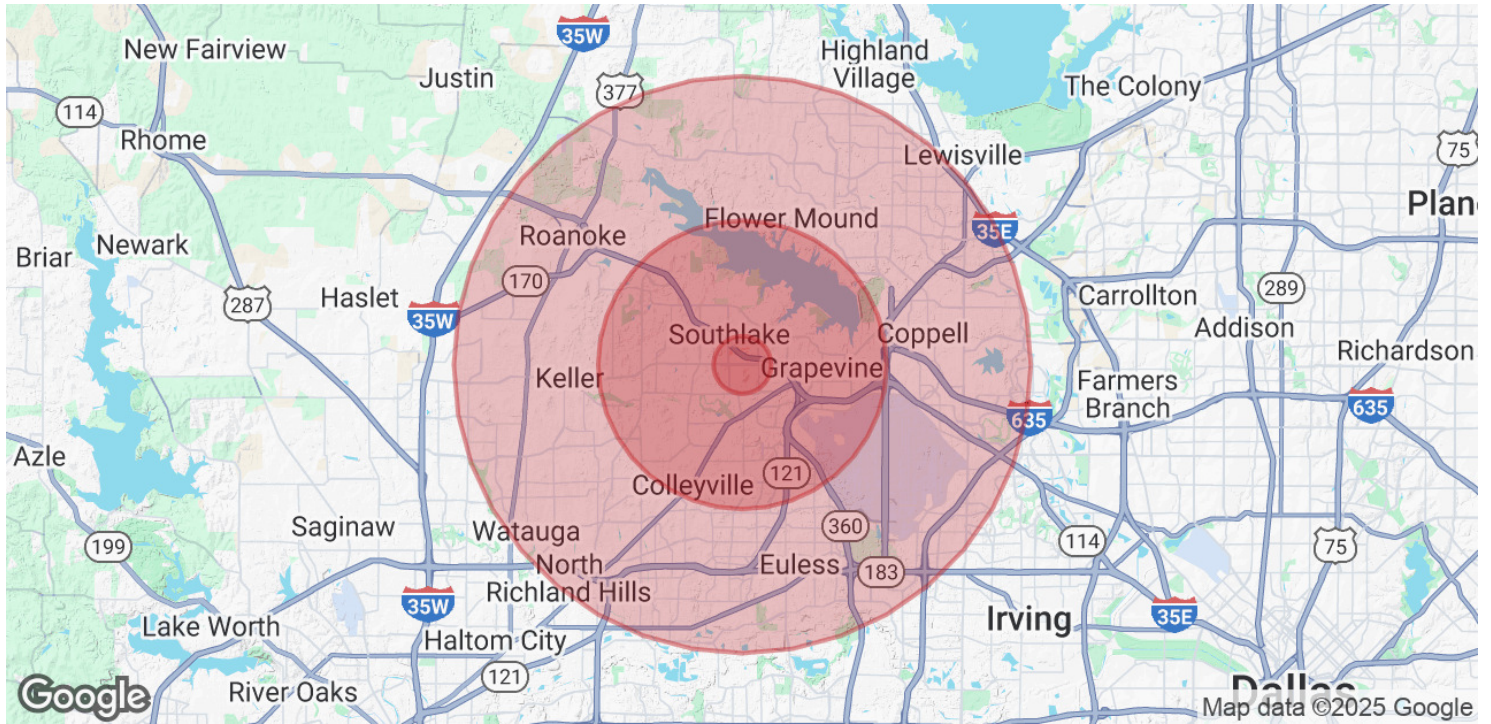 New Fairview
35W
Highland
Village
Justin
377
The Colony
114
Rhome
Lewisville
75
Flower Mound
Roanoke
35E
Briar
Newark
170
287
Haslet
35W
Carrollton
289
Southlake
Coppell
Addison
Richardson
Grapevine
Keller
Farmers
Branch
635
635
Azle
121
Colleyville
Saginaw
Watauga
360
199
114
75
North
Richland Hills
Euless
183
35W
Irving
35E
Lake Worth
Haltom City
121
River Oaks
Dallas
Google
Map data ©2025 Google